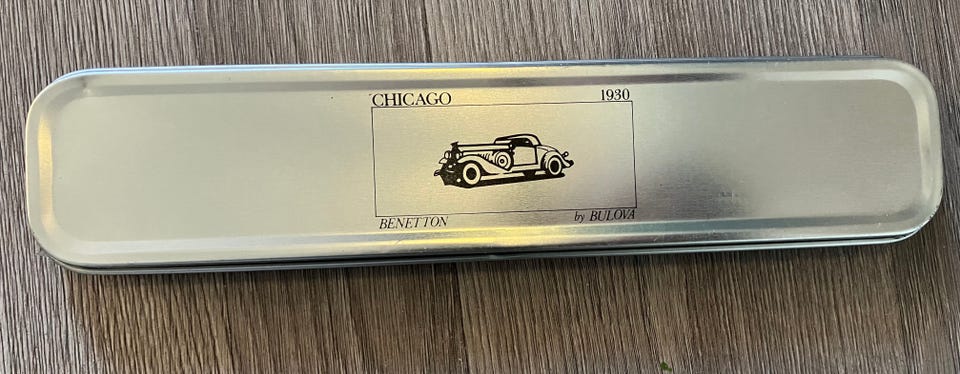 CHICAGO 1930
BENETTON by BULOVA